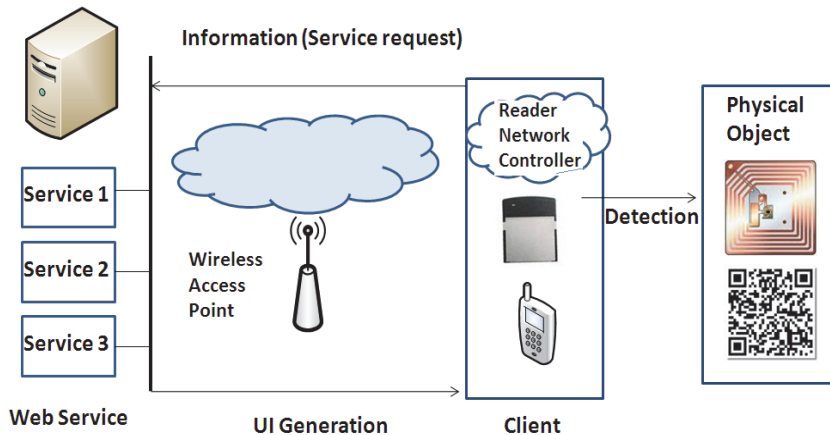 Information (Service request)
Reader
Network
Controller
Physical
Object
Service 1
Detection
Wireless
Access
Point
Service 2
Service 3
Web Service
UI Generation
Client